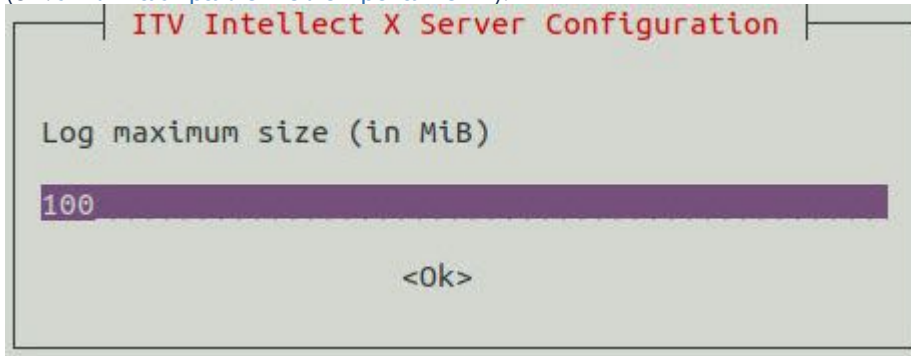 ITV Intellect X Server Configuration
Log maximum size (in MiB)
100
<Ok>